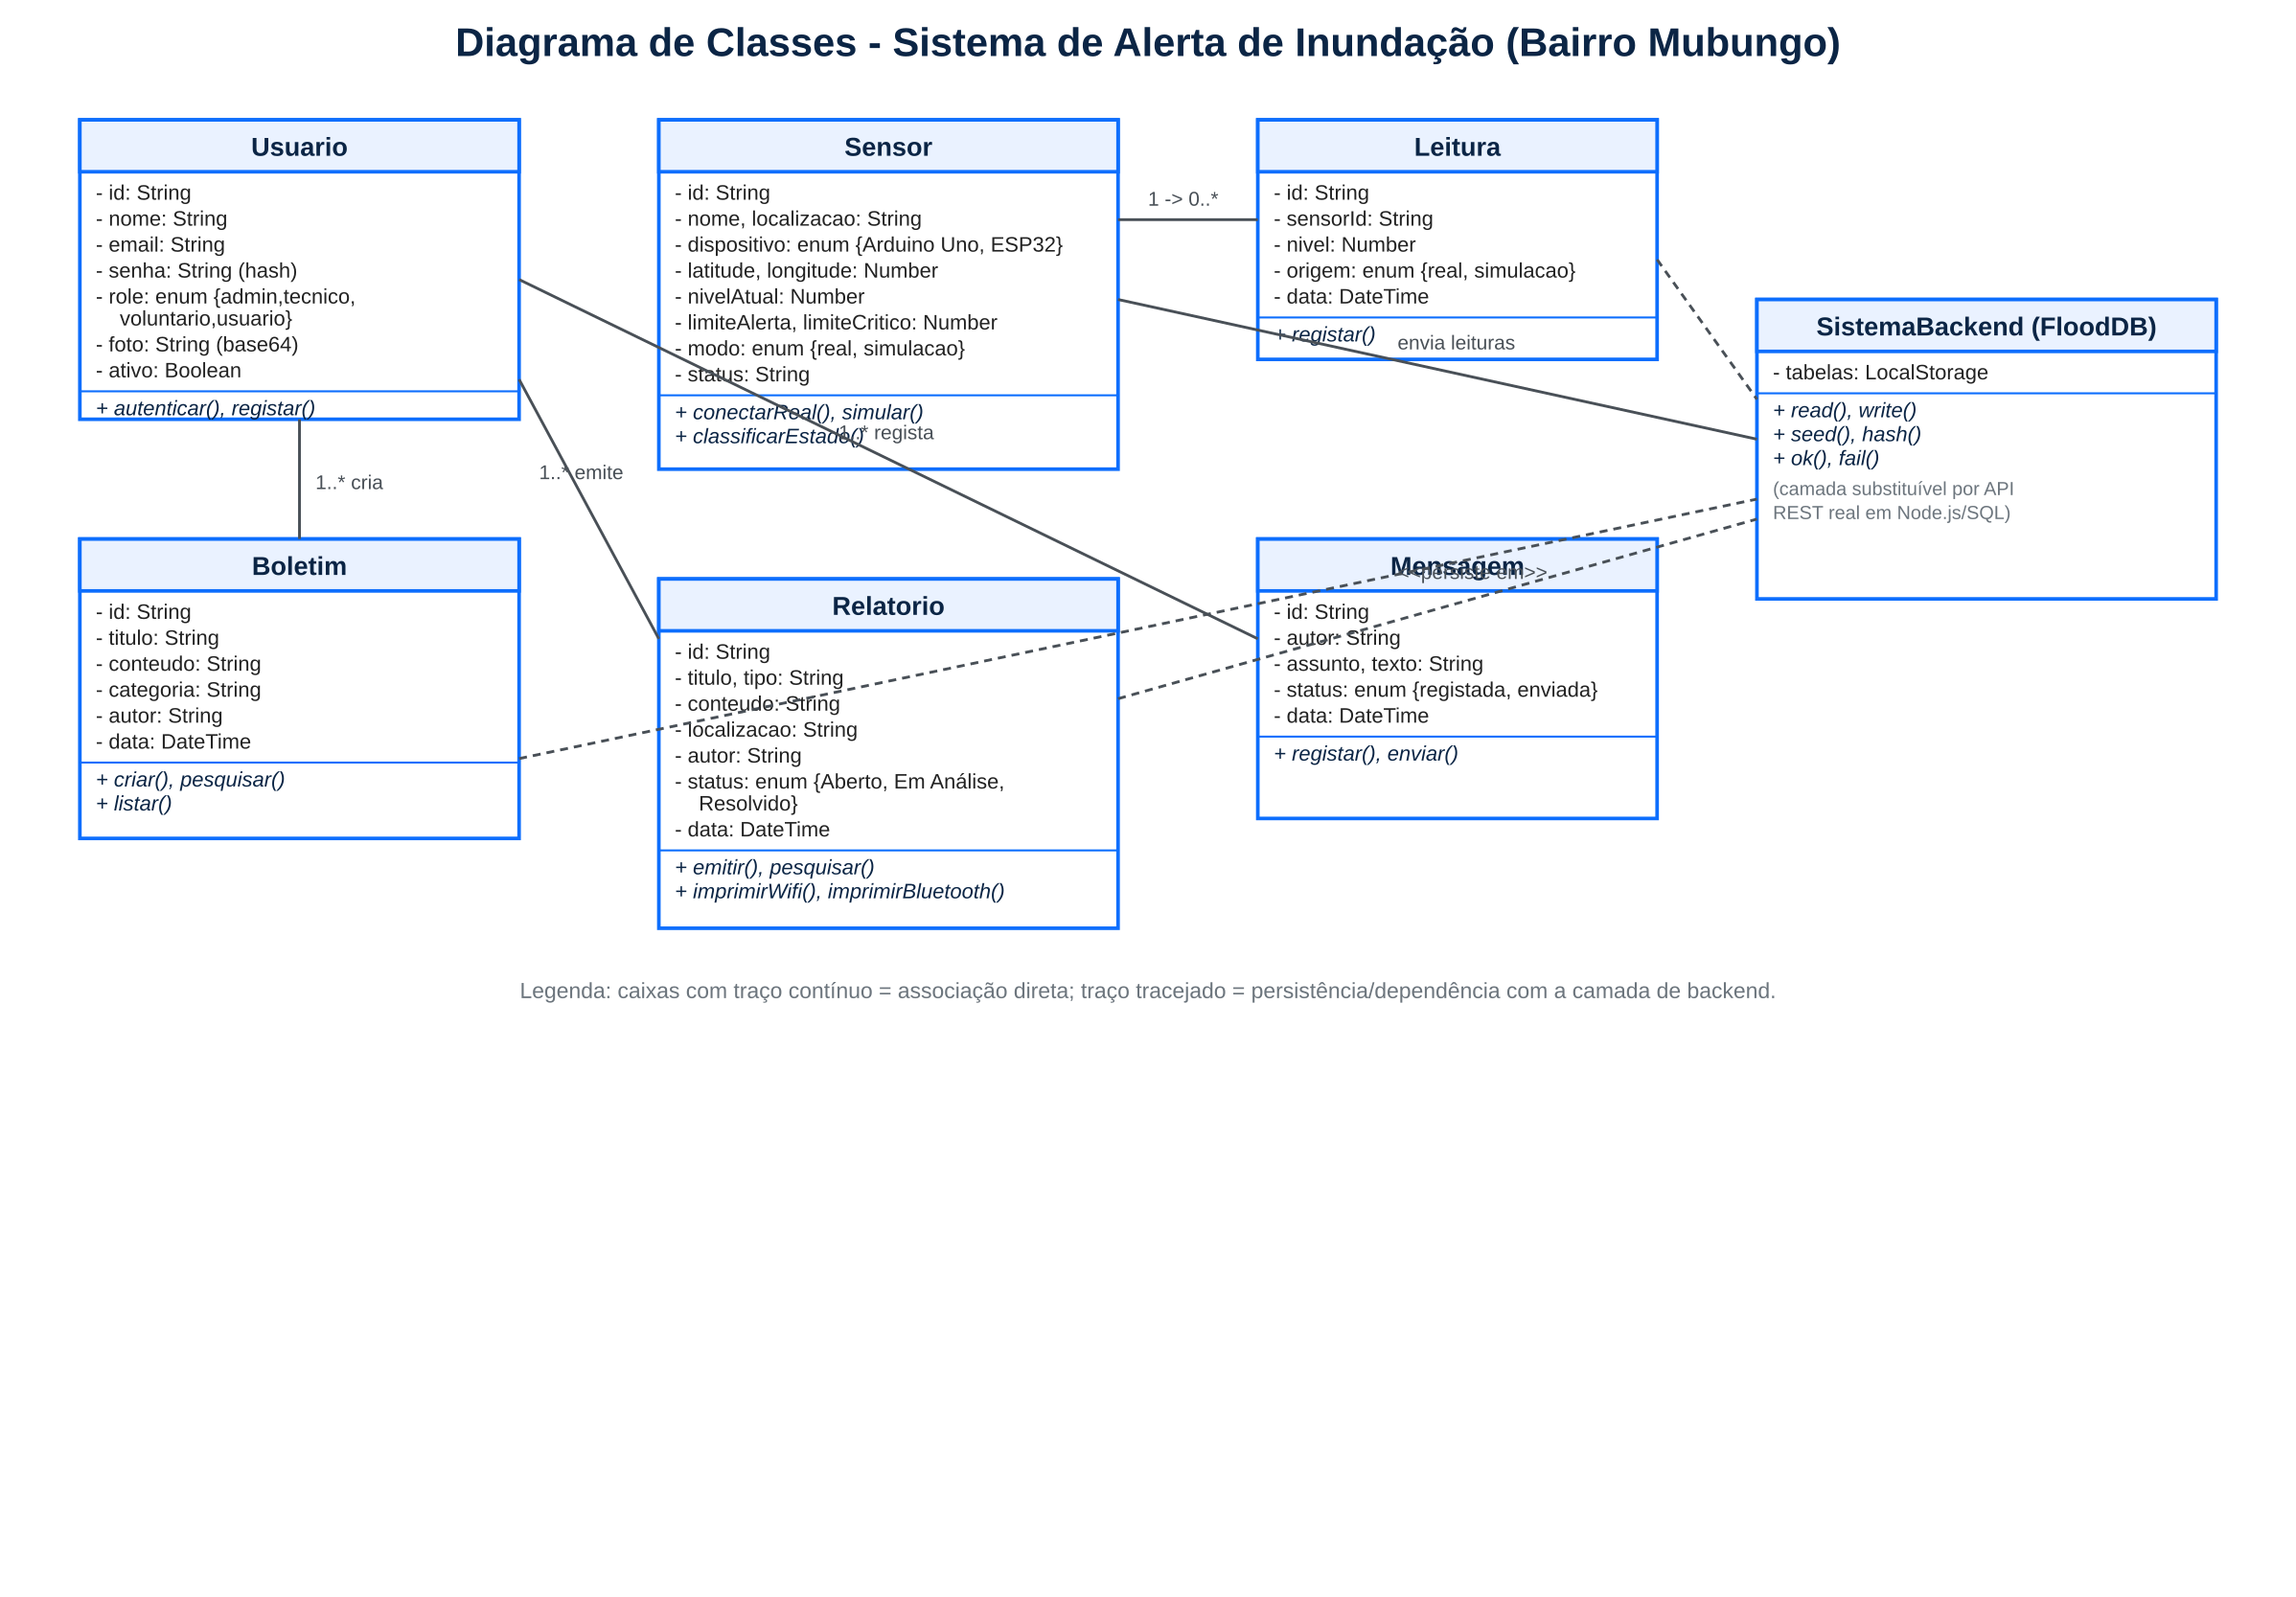 Diagrama de Classes - Sistema de Alerta de Inundação (Bairro Mubungo)
Usuario
- id: String
- nome: String
- email: String
- senha: String (hash)
- role: enum {admin,tecnico,
voluntario,usuario}
- foto: String (base64)
- ativo: Boolean
+ autenticar(), registar()
Sensor
- id: String
- nome, localizacao: String
- dispositivo: enum {Arduino Uno, ESP32}
- latitude, longitude: Number
- nivelAtual: Number
- limiteAlerta, limiteCritico: Number
- modo: enum {real, simulacao}
- status: String
+ conectarReal(), simular()
+ classificarEstado()
1 -> 0..*
Leitura
- id: String
- sensorId: String
- nivel: Number
- origem: enum {real, simulacao}
- data: DateTime
+ registar()
envia leituras
SistemaBackend (FloodDB)
- tabelas: LocalStorage
+ read(), write()
+ seed(), hash()
+ ok(), fail()
(camada substituível por API
REST real em Node.js/SQL)
1..* cria
1..* emite
1..* regista
Boletim
- id: String
- titulo: String
- conteudo: String
- categoria: String
- autor: String
- data: DateTime
+ criar(), pesquisar()
+ listar()
Relatorio
- id: String
- titulo, tipo: String
- conteudo: String
- localizacao: String
- autor: String
- status: enum {Aberto, Em Análise,
Resolvido}
- data: DateTime
+ emitir(), pesquisar()
+ imprimirWifi(), imprimirBluetooth()
Mensagem
<<persiste em>>
- id: String
- autor: String
- assunto, texto: String
- status: enum {registada, enviada}
- data: DateTime
+ registar(), enviar()
Legenda: caixas com traço contínuo = associação direta; traço tracejado = persistência/dependência com a camada de backend.